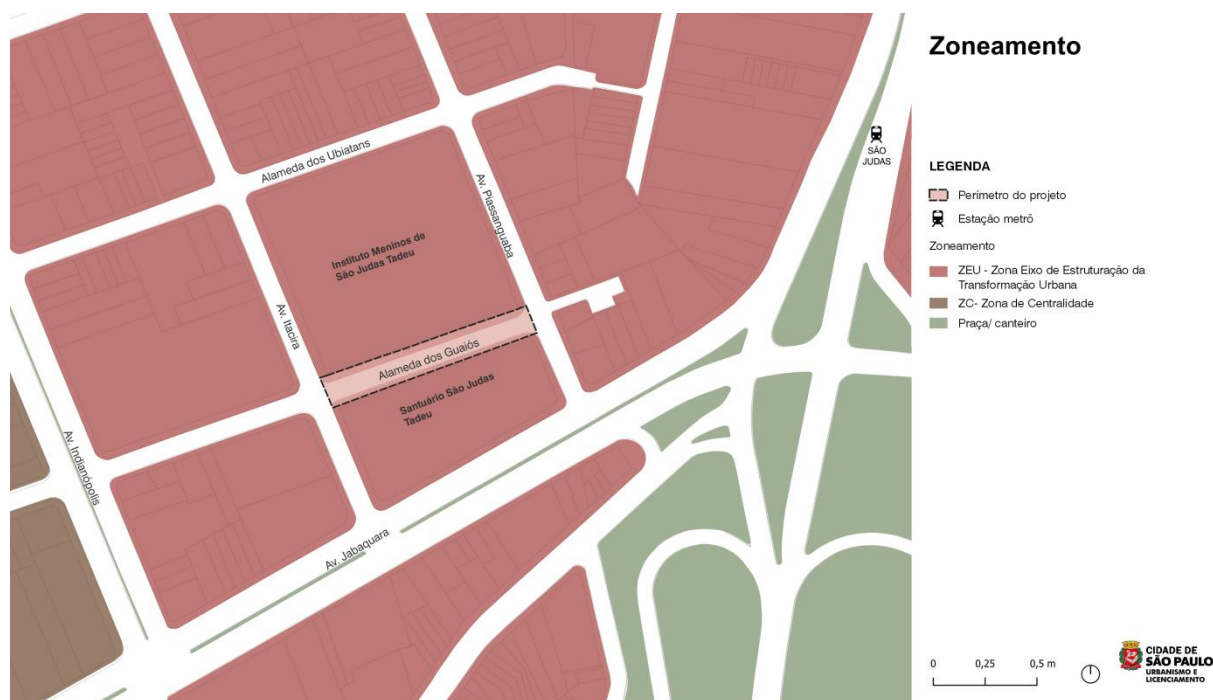 Zoneamento
SÃO
JUDAS
Alameda dos Ubiatans
Av. Piassanguaba
Instituto Meninos de
São Judas Tadeu
Av. Itacira
Alameda dos Guaiós
Santuário São Judas
Tadeu
Av. Indianópolis
Av. Jabaquara
LEGENDA
Perímetro do projeto
Estação metrô
Zoneamento
ZEU - Zona Eixo de Estruturação da
Transformação Urbana
ZC- Zona de Centralidade
Praça/ canteiro
0 0,25 0,5 m
CIDADE DE
SÃO PAULO
URBANISMO E
LICENCIAMENTO